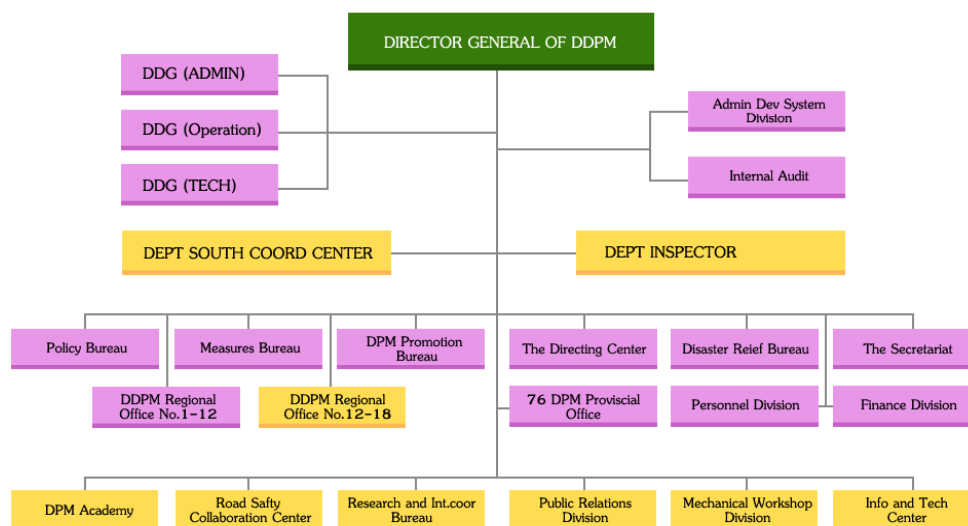 DIRECTOR GENERAL OF DDPM
DDG (ADMIN)
DDG (Operation)
DDG (TECH)
Admin Dev System
Division
Internal Audit
DEPT SOUTH COORD CENTER
DEPT INSPECTOR
Policy Bureau
Measures Bureau
DPM Promotion
Bureau
The Directing Center
Disaster Reief Bureau
The Secretariat
DDPM Regional
Office No.1-12
DDPM Regional
Office No.12-18
76 DPM Proviscial
Office
Personnel Division
Finance Division
DPM Academy
Road Safty
Collaboration Center
Research and Int.coor
Bureau
Public Relations
Division
Mechanical Workshop
Division
Info and Tech
Center